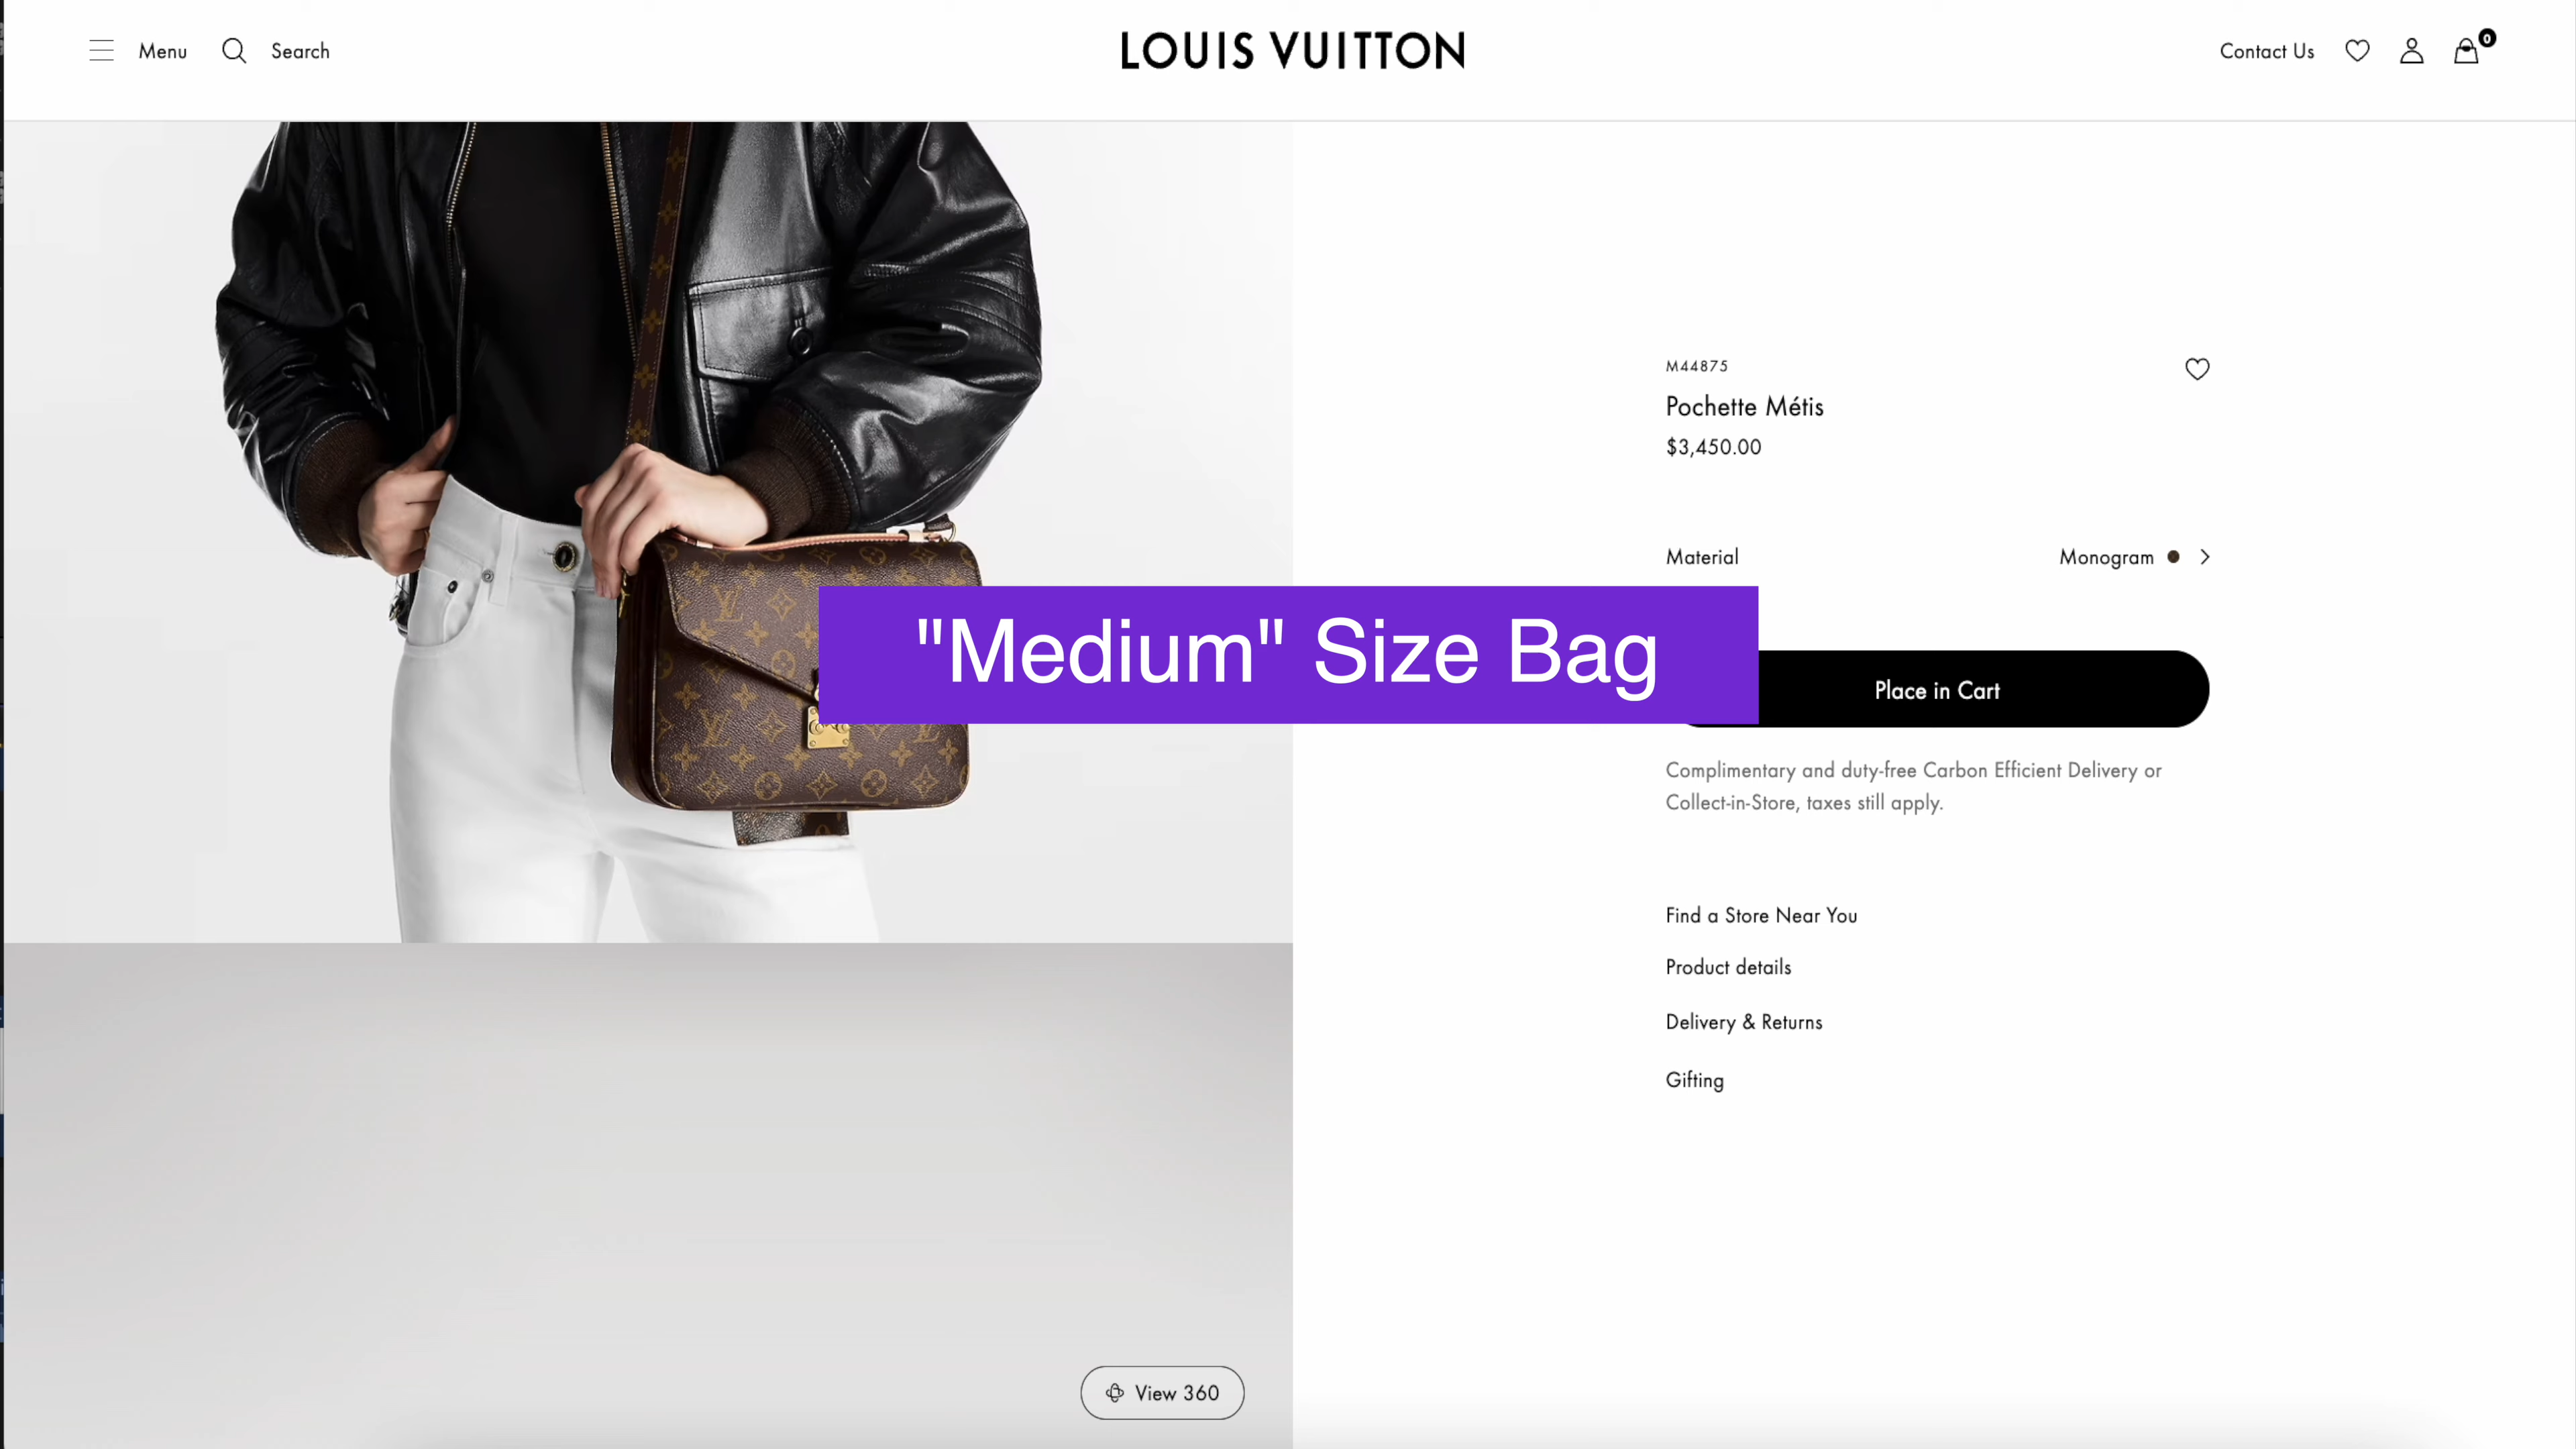 Menu
Search
LOUIS VUITTON
Contact Us
0
M44875
Pochette Métis
$3,450.00
Material
Monogram
"Medium" Size Bag
Place in Cart
Complimentary and duty-free Carbon Efficient Delivery or
Collect-in-Store, taxes still apply.
Find a Store Near You
Product details
Delivery & Returns
Gifting
View 360